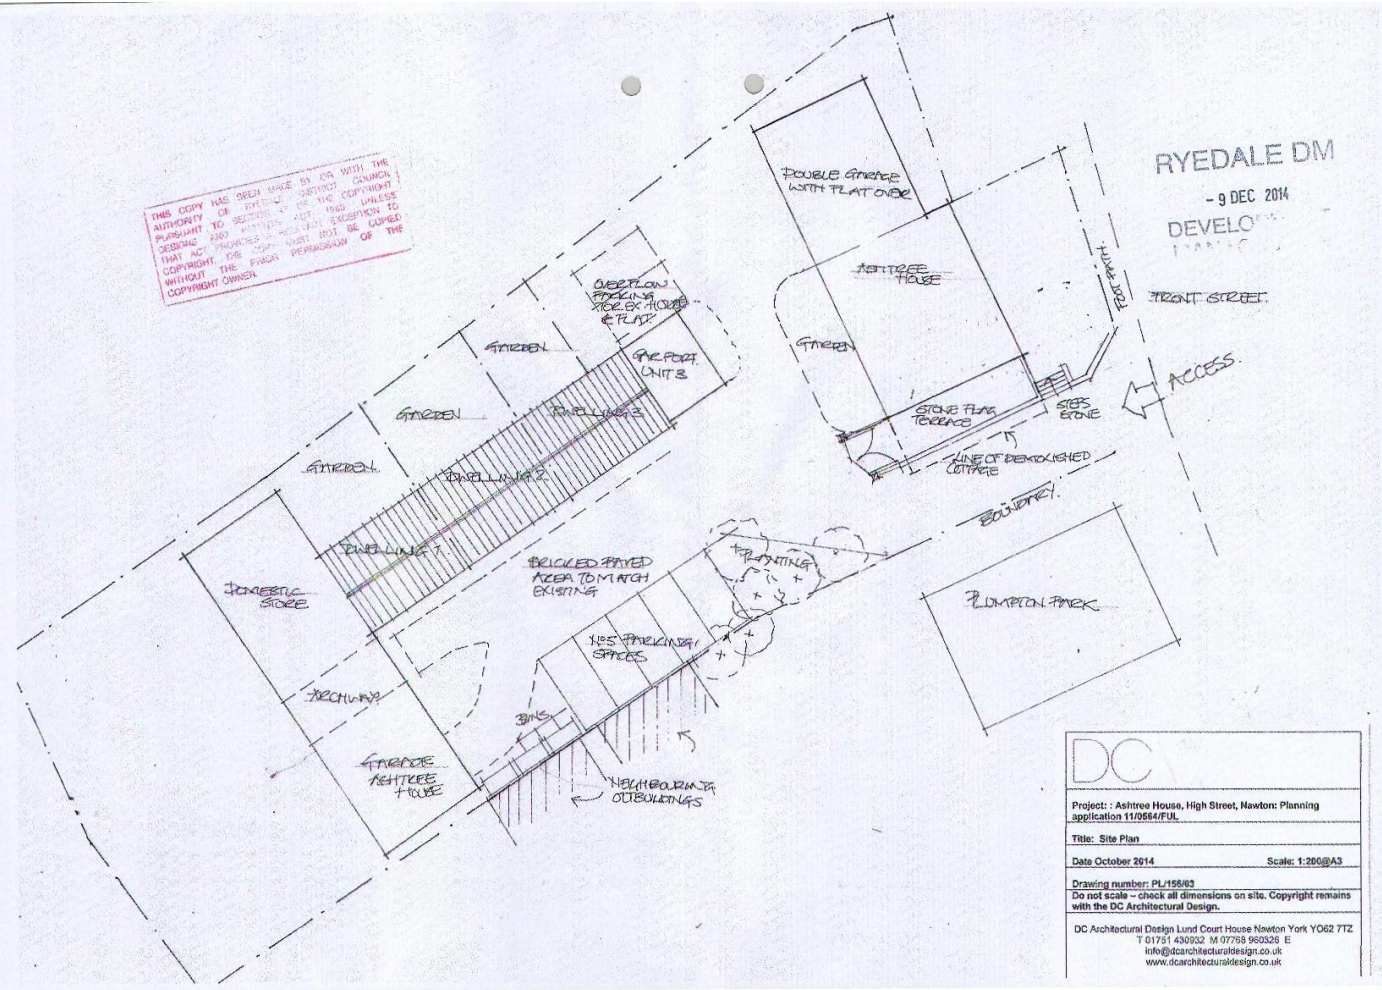 THIS COPY HAS BEEN MADE BY OR WITH THE
AUTHORITY OF RYEDALE DISTRICT COUNCIL
PURSUANT TO SECTION OF THE COPYRIGHT
DESIGNS AND ACT UNLESS
THAT ACT PROVIDES A EXCEPTION TO
COPYRIGHT. THE COPY MUST NOT BE COPIED
WITHOUT THE PRIOR PERMISSION OF THE
COPYRIGHT OWNER
RYEDALE DM
- 9 DEC 2014
DEVELO
DOUBLE GARAGE
WITH FLAT OVER
ASHTREE
HOUSE
FOOTPATH
FRONT STREET.
OVERFLOW
PARKING
FOR EX. HOUSE
& FLAT.
GARDEN
GARDEN
CARPORT.
UNIT 3
ACCESS.
GARDEN
DWELLING 3
STONE FLAG
TERRACE
STEPS
STONE
GARDEN
DWELLING 2
LINE OF DEMOLISHED
COTTAGE
BOUNDARY.
DWELLING 1
BRICKED PAVED
AREA TO MATCH
EXISTING
PLANTING
DOMESTIC
STORE
PLUMPTON PARK
Nº5 PARKING
SPACES
ARCHWAY
BINS
GARAGE
ASHTREE
HOUSE
NEIGHBOURING
OUTBUILDINGS
DC
Project: : Ashtree House, High Street, Nawton: Planning
application 11/0564/FUL
Title: Site Plan
Date October 2014 Scale: 1:200@A3
Drawing number: PL/156/03
Do not scale – check all dimensions on site. Copyright remains
with the DC Architectural Design.
DC Architectural Design Lund Court House Nawton York YO62 7TZ
T 01751 430932 M 07768 960326 E
info@dcarchitecturaldesign.co.uk
www.dcarchitecturaldesign.co.uk